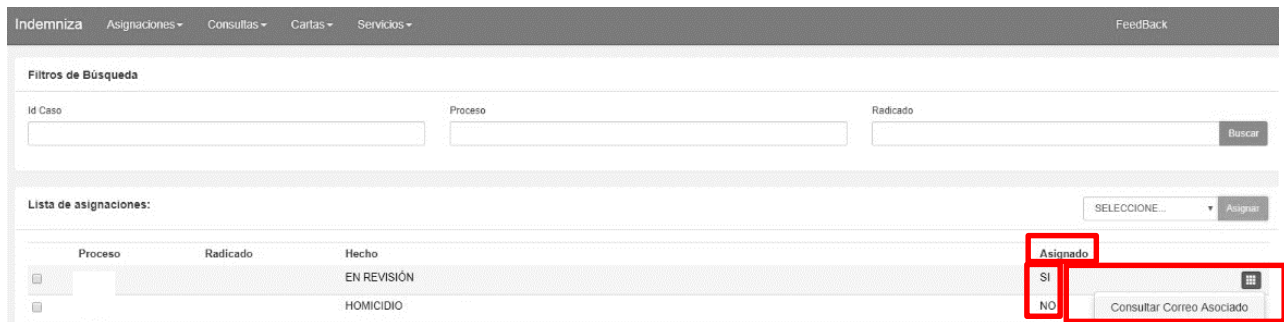 Indemniza Asignaciones Consultas Cartas Servicios FeedBack
Filtros de Búsqueda
Id Caso Proceso Radicado
Buscar
Lista de asignaciones: SELECCIONE... Asignar
Proceso Radicado Hecho Asignado
EN REVISIÓN SI
HOMICIDIO NO Consultar Correo Asociado